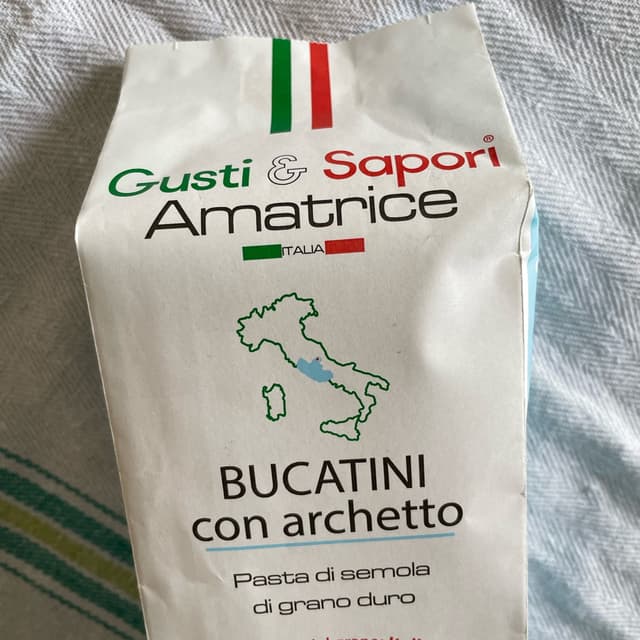 Gusti & Sapori®
Amatrice
ITALIA
BUCATINI
con archetto
Pasta di semola
di grano duro